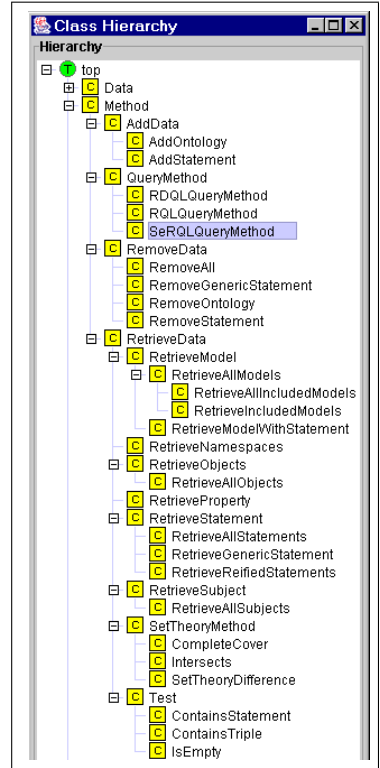 Class Hierarchy
Hierarchy
T top
C Data
C Method
C AddData
C AddOntology
C AddStatement
C QueryMethod
C RDQLQueryMethod
C RQLQueryMethod
C SeRQLQueryMethod
C RemoveData
C RemoveAll
C RemoveGenericStatement
C RemoveOntology
C RemoveStatement
C RetrieveData
C RetrieveModel
C RetrieveAllModels
C RetrieveAllIncludedModels
C RetrieveIncludedModels
C RetrieveModelWithStatement
C RetrieveNamespaces
C RetrieveObjects
C RetrieveAllObjects
C RetrieveProperty
C RetrieveStatement
C RetrieveAllStatements
C RetrieveGenericStatement
C RetrieveReifiedStatements
C RetrieveSubject
C RetrieveAllSubjects
C SetTheoryMethod
C CompleteCover
C Intersects
C SetTheoryDifference
C Test
C ContainsStatement
C ContainsTriple
C IsEmpty